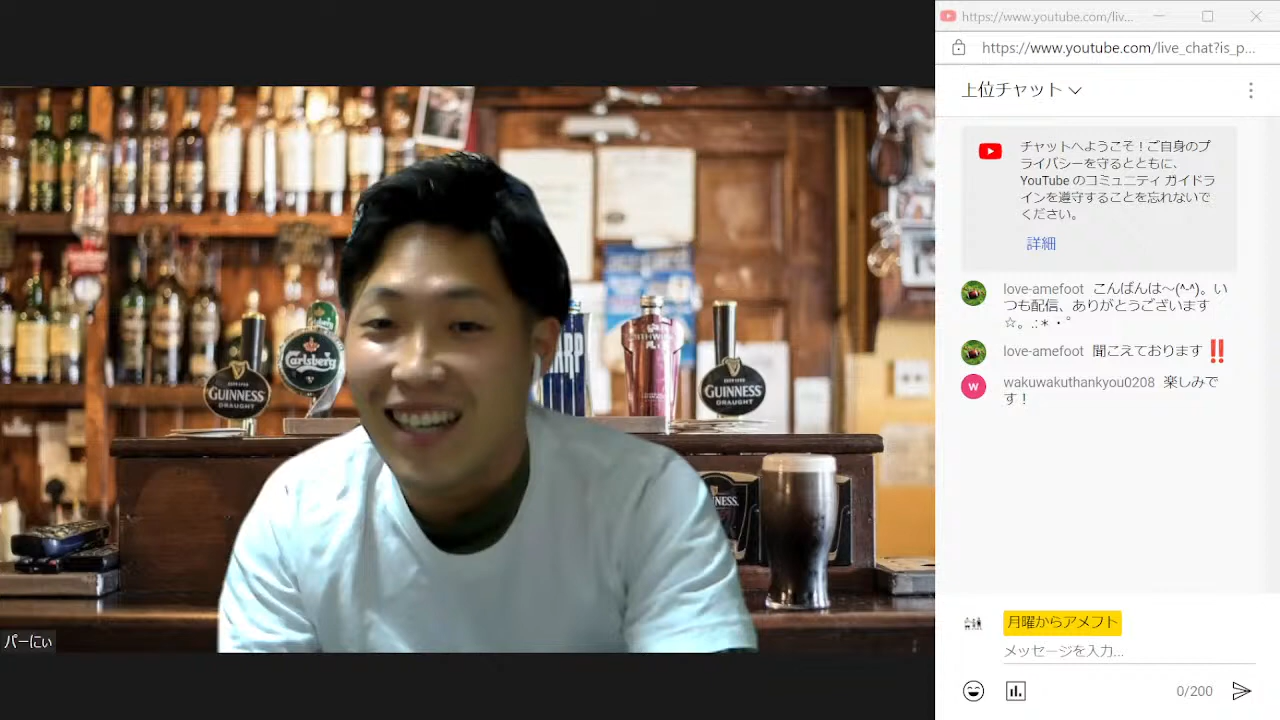 https://www.youtube.com/liv...
https://www.youtube.com/live_chat?is_p...
上位チャット
チャットへようこそ！ご自身のプ
ライバシーを守るとともに、
YouTube のコミュニティ ガイドラ
インを遵守することを忘れないで
ください。
詳細
love-amefoot こんばんは〜(^-^)。い
つも配信、ありがとうございます
☆。.:＊・゜
love-amefoot 聞こえております‼️
W
wakuwakuthankyou0208 楽しみで
す！
Carlsberg
GUINNESS
DRAUGHT
GUINNESS
DRAUGHT
パーにぃ
月曜からアメフト
メッセージを入力...
0/200